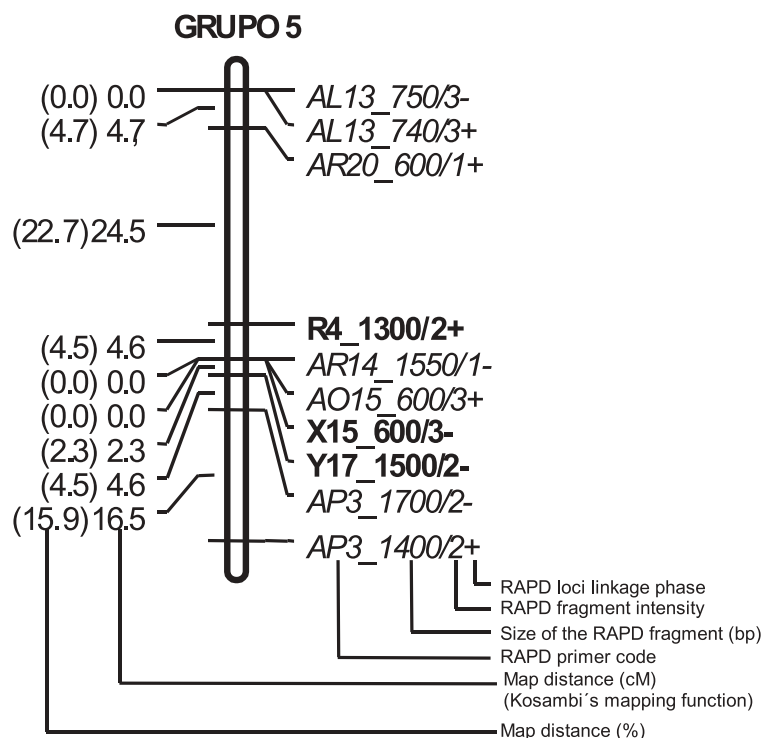 GRUPO 5
(0.0) 0.0
(4.7) 4.7
(22.7) 24.5
(4.5) 4.6
(0.0) 0.0
(0.0) 0.0
(2.3) 2.3
(4.5) 4.6
(15.9) 16.5
AL13_750/3-
AL13_740/3+
AR20_600/1+
R4_1300/2+
AR14_1550/1-
AO15_600/3+
X15_600/3-
Y17_1500/2-
AP3_1700/2-
AP3_1400/2+
RAPD loci linkage phase
RAPD fragment intensity
Size of the RAPD fragment (bp)
RAPD primer code
Map distance (cM)
(Kosambi´s mapping function)
Map distance (%)